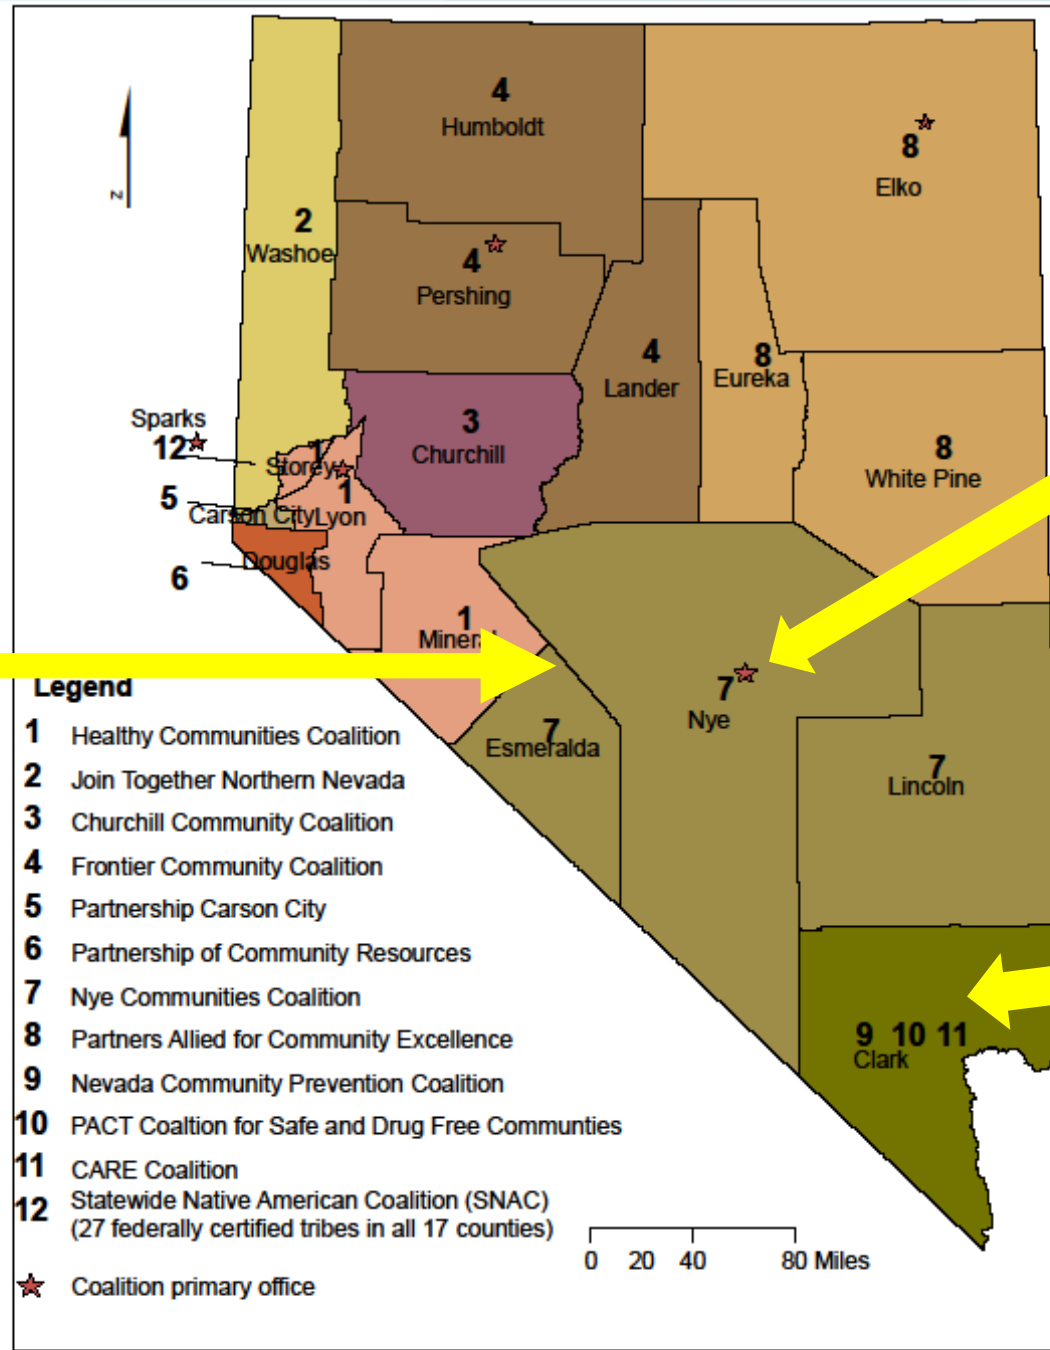 4
Humboldt
8
Elko
2
Washoe
4
Pershing
4
Lander
8
Eureka
3
Churchill
8
White Pine
Sparks
12
1
Storey
5
1
Carson City
Lyon
6
Douglas
1
Mineral
7
Nye
7
Esmeralda
7
Lincoln
9 10 11
Clark
N
Legend
1 Healthy Communities Coalition
2 Join Together Northern Nevada
3 Churchill Community Coalition
4 Frontier Community Coalition
5 Partnership Carson City
6 Partnership of Community Resources
7 Nye Communities Coalition
8 Partners Allied for Community Excellence
9 Nevada Community Prevention Coalition
10 PACT Coaltion for Safe and Drug Free Communties
11 CARE Coalition
12 Statewide Native American Coalition (SNAC)
(27 federally certified tribes in all 17 counties)
Coalition primary office
0 20 40 80 Miles